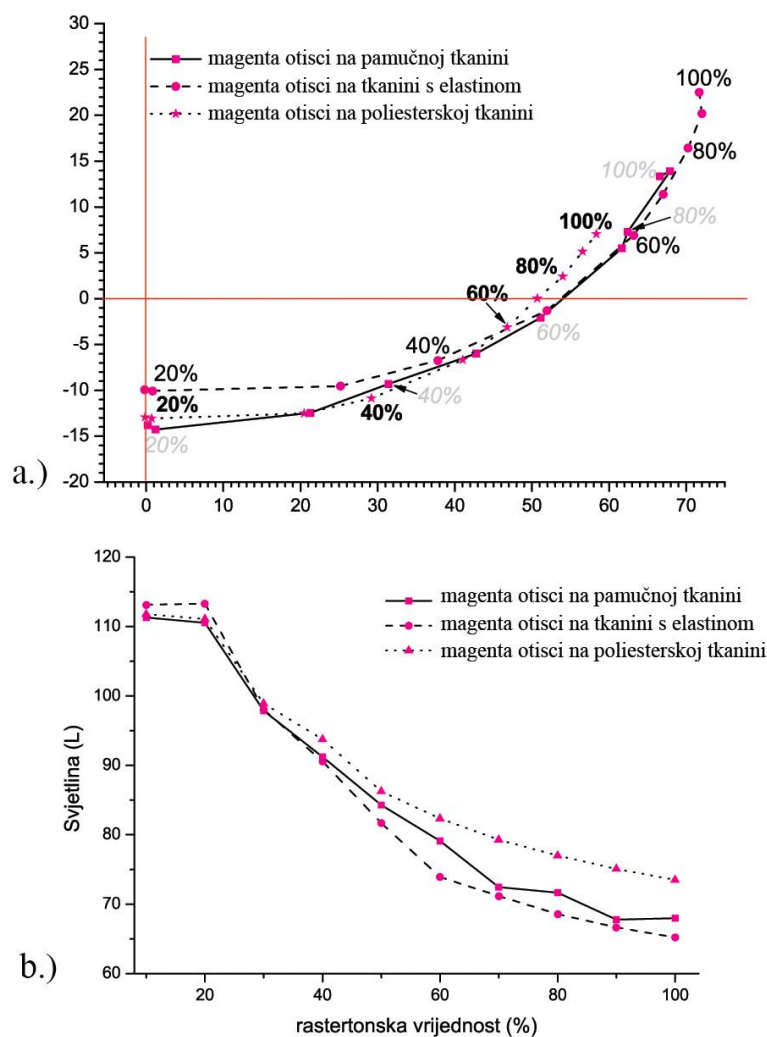 30
25
20
15
10
5
0
-5
-10
-15
-20
magenta otisci na pamučnoj tkanini
magenta otisci na tkanini s elastinom
magenta otisci na poliesterskoj tkanini
100%
80%
100%
80%
60%
100%
80%
60%
60%
40%
40%
40%
20%
20%
20%
a.)
0 10 20 30 40 50 60 70
120
110
100
90
80
70
60
Svjetlina (L)
magenta otisci na pamučnoj tkanini
magenta otisci na tkanini s elastinom
magenta otisci na poliesterskoj tkanini
b.)
20 40 60 80 100
rastertonska vrijednost (%)